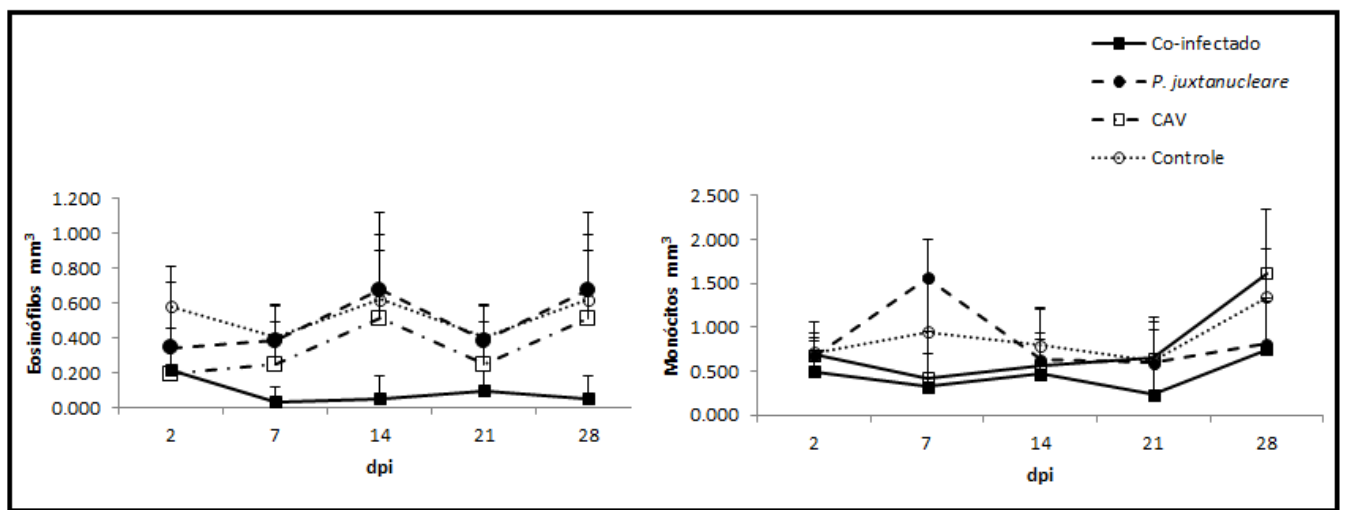 Co-infectado
P. juxtanucleare
CAV
Controle
Eosinófilos mm³
1.200
1.000
0.800
0.600
0.400
0.200
0.000
2 7 14 21 28
dpi
Monócitos mm³
2.500
2.000
1.500
1.000
0.500
0.000
2 7 14 21 28
dpi